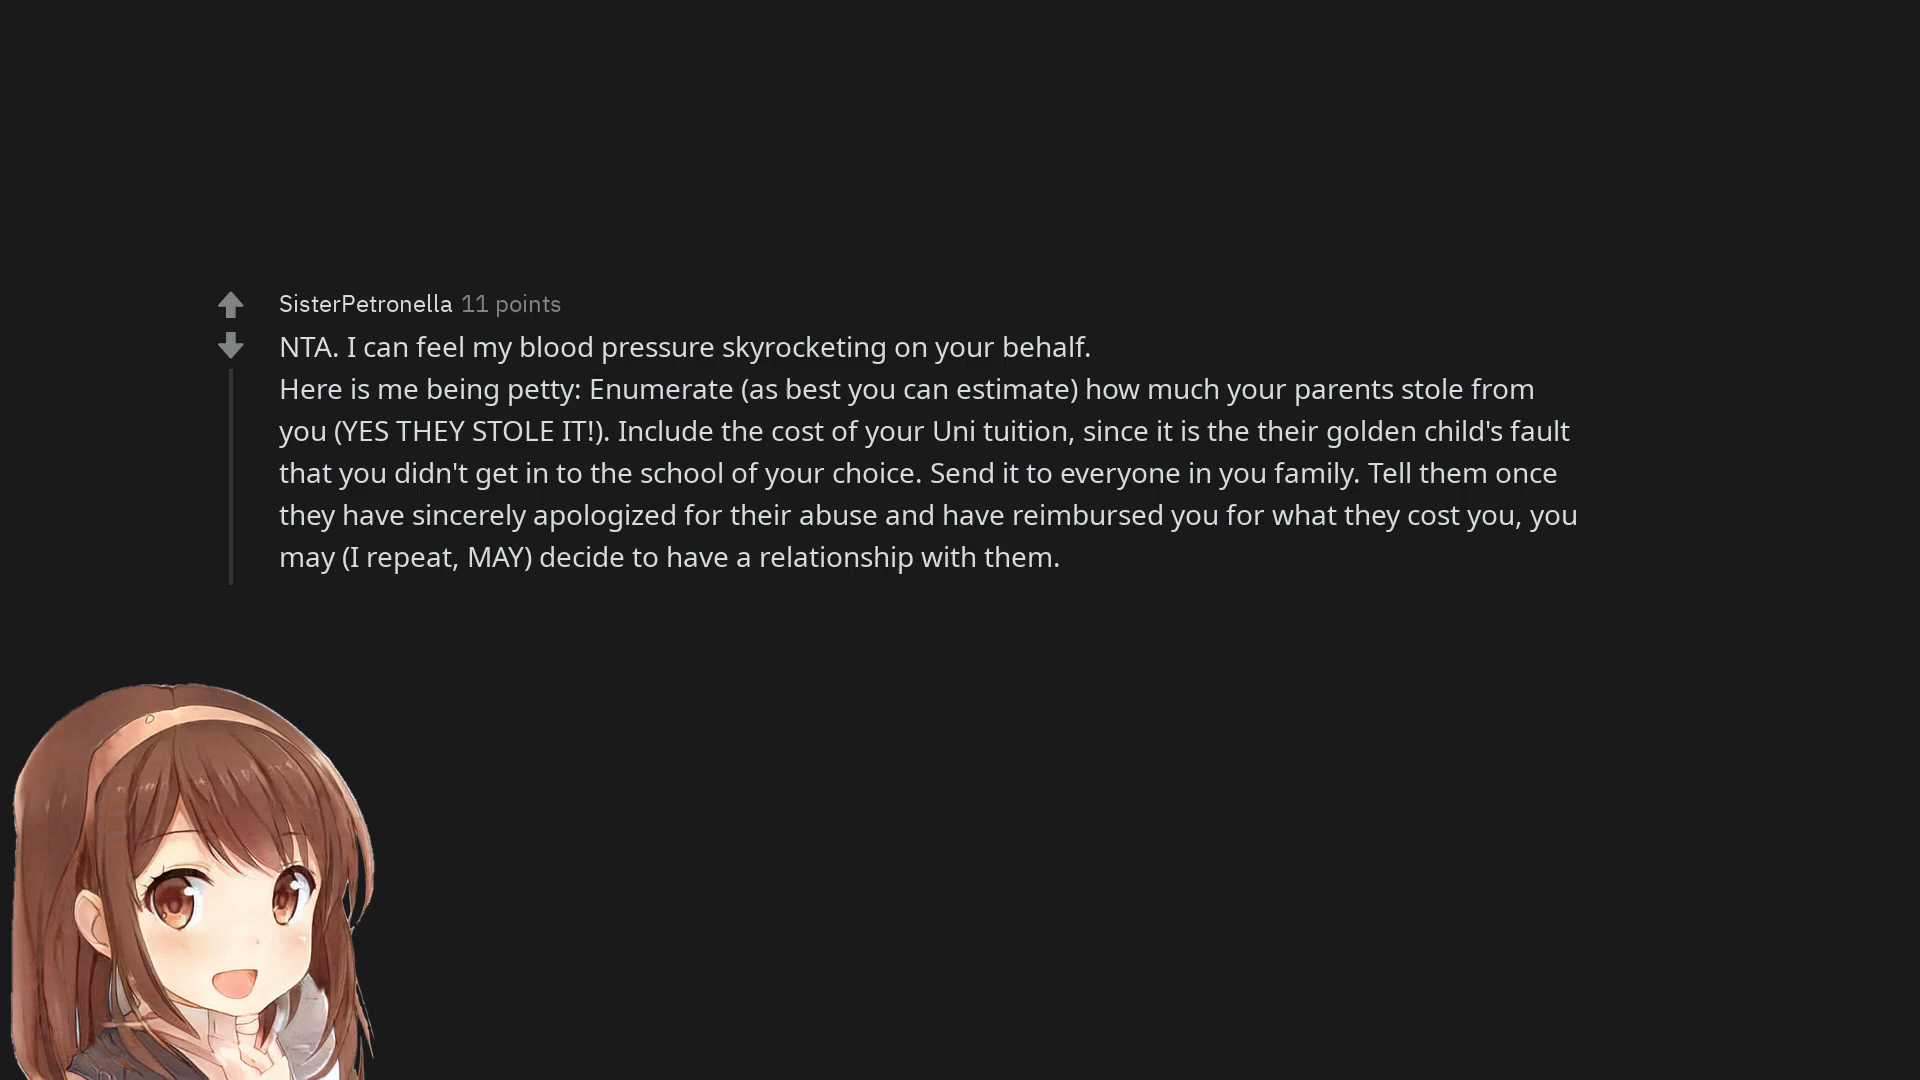 SisterPetronella 11 points
NTA. I can feel my blood pressure skyrocketing on your behalf.
Here is me being petty: Enumerate (as best you can estimate) how much your parents stole from
you (YES THEY STOLE IT!). Include the cost of your Uni tuition, since it is the their golden child's fault
that you didn't get in to the school of your choice. Send it to everyone in you family. Tell them once
they have sincerely apologized for their abuse and have reimbursed you for what they cost you, you
may (I repeat, MAY) decide to have a relationship with them.